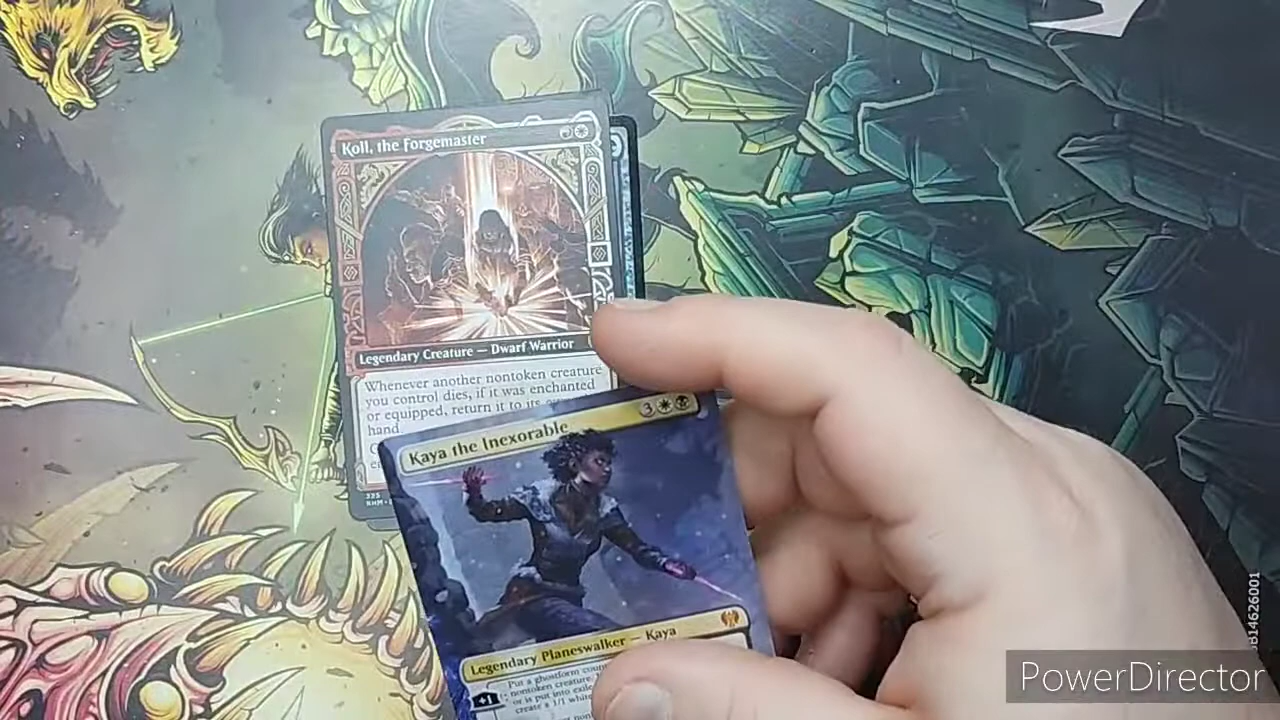 Koll, the Forgemaster
Legendary Creature — Dwarf Warrior
Whenever another nontoken creature
you control dies, if it was enchanted
or equipped, return it to its
hand.
Kaya the Inexorable
3
Legendary Planeswalker — Kaya
+1
Put a ghostform
nontoken creature.
or is put into exile
create a 1/1
PowerDirector